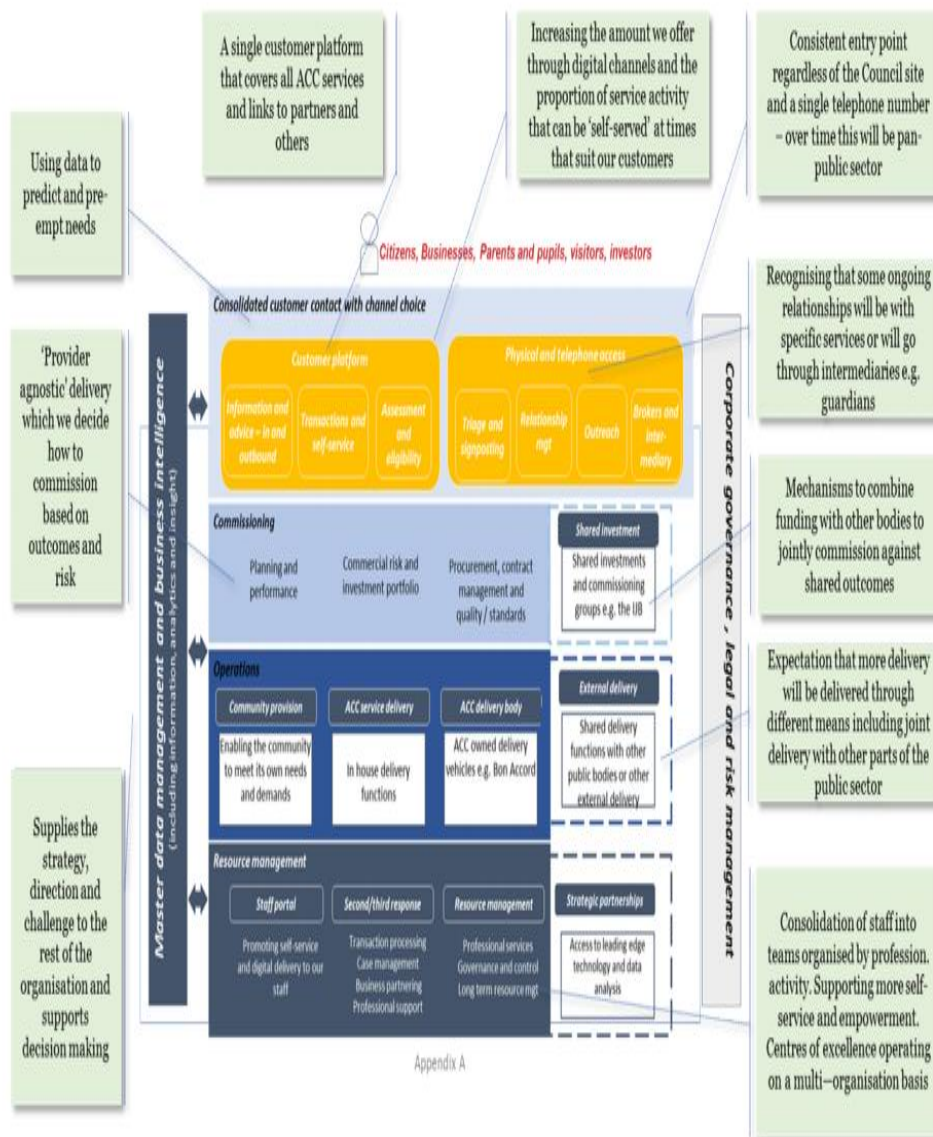 A single customer platform
that covers all ACC services
and links to partners and
others
Increasing the amount we offer
through digital channels and the
proportion of service activity
that can be ‘self-served’ at times
that suit our customers
Consistent entry point
regardless of the Council site
and a single telephone number
– over time this will be pan-
public sector
Using data to
predict and pre-
empt needs
Citizens, Businesses, Parents and pupils, visitors, investors
Recognising that some ongoing
relationships will be with
specific services or will go
through intermediaries e.g.
guardians
‘Provider
agnostic’ delivery
which we decide
how to
commission
based on
outcomes and
risk
Master data management and business intelligence
(including information, analytics and insight)
Consolidated customer contact with channel choice
Customer platform
Information and
advice – in and
outbound
Transactions and
self-service
Assessment
and
eligibility
Physical and telephone access
Triage and
signposting
Relationship
mgt
Outreach
Brokers and
inter-
mediary
Corporate governance , legal and risk management
Commissioning
Planning and
performance
Commercial risk and
investment portfolio
Procurement, contract
management and
quality / standards
Shared investment
Shared investments
and commissioning
groups e.g. the IJB
Mechanisms to combine
funding with other bodies to
jointly commission against
shared outcomes
Operations
Community provision
Enabling the community
to meet its own needs
and demands
ACC service delivery
In house delivery
functions
ACC delivery body
ACC owned delivery
vehicles e.g. Bon Accord
External delivery
Shared delivery
functions with other
public bodies or other
external delivery
Expectation that more delivery
will be delivered through
different means including joint
delivery with other parts of the
public sector
Supplies the
strategy,
direction and
challenge to the
rest of the
organisation and
supports
decision making
Resource management
Staff portal
Promoting self-service
and digital delivery to our
staff
Second/third response
Transaction processing
Case management
Business partnering
Professional support
Resource management
Professional services
Governance and control
Long term resource mgt
Strategic partnerships
Access to leading edge
technology and data
analysis
Consolidation of staff into
teams organised by profession.
activity. Supporting more self-
service and empowerment.
Centres of excellence operating
on a multi—organisation basis
Appendix A